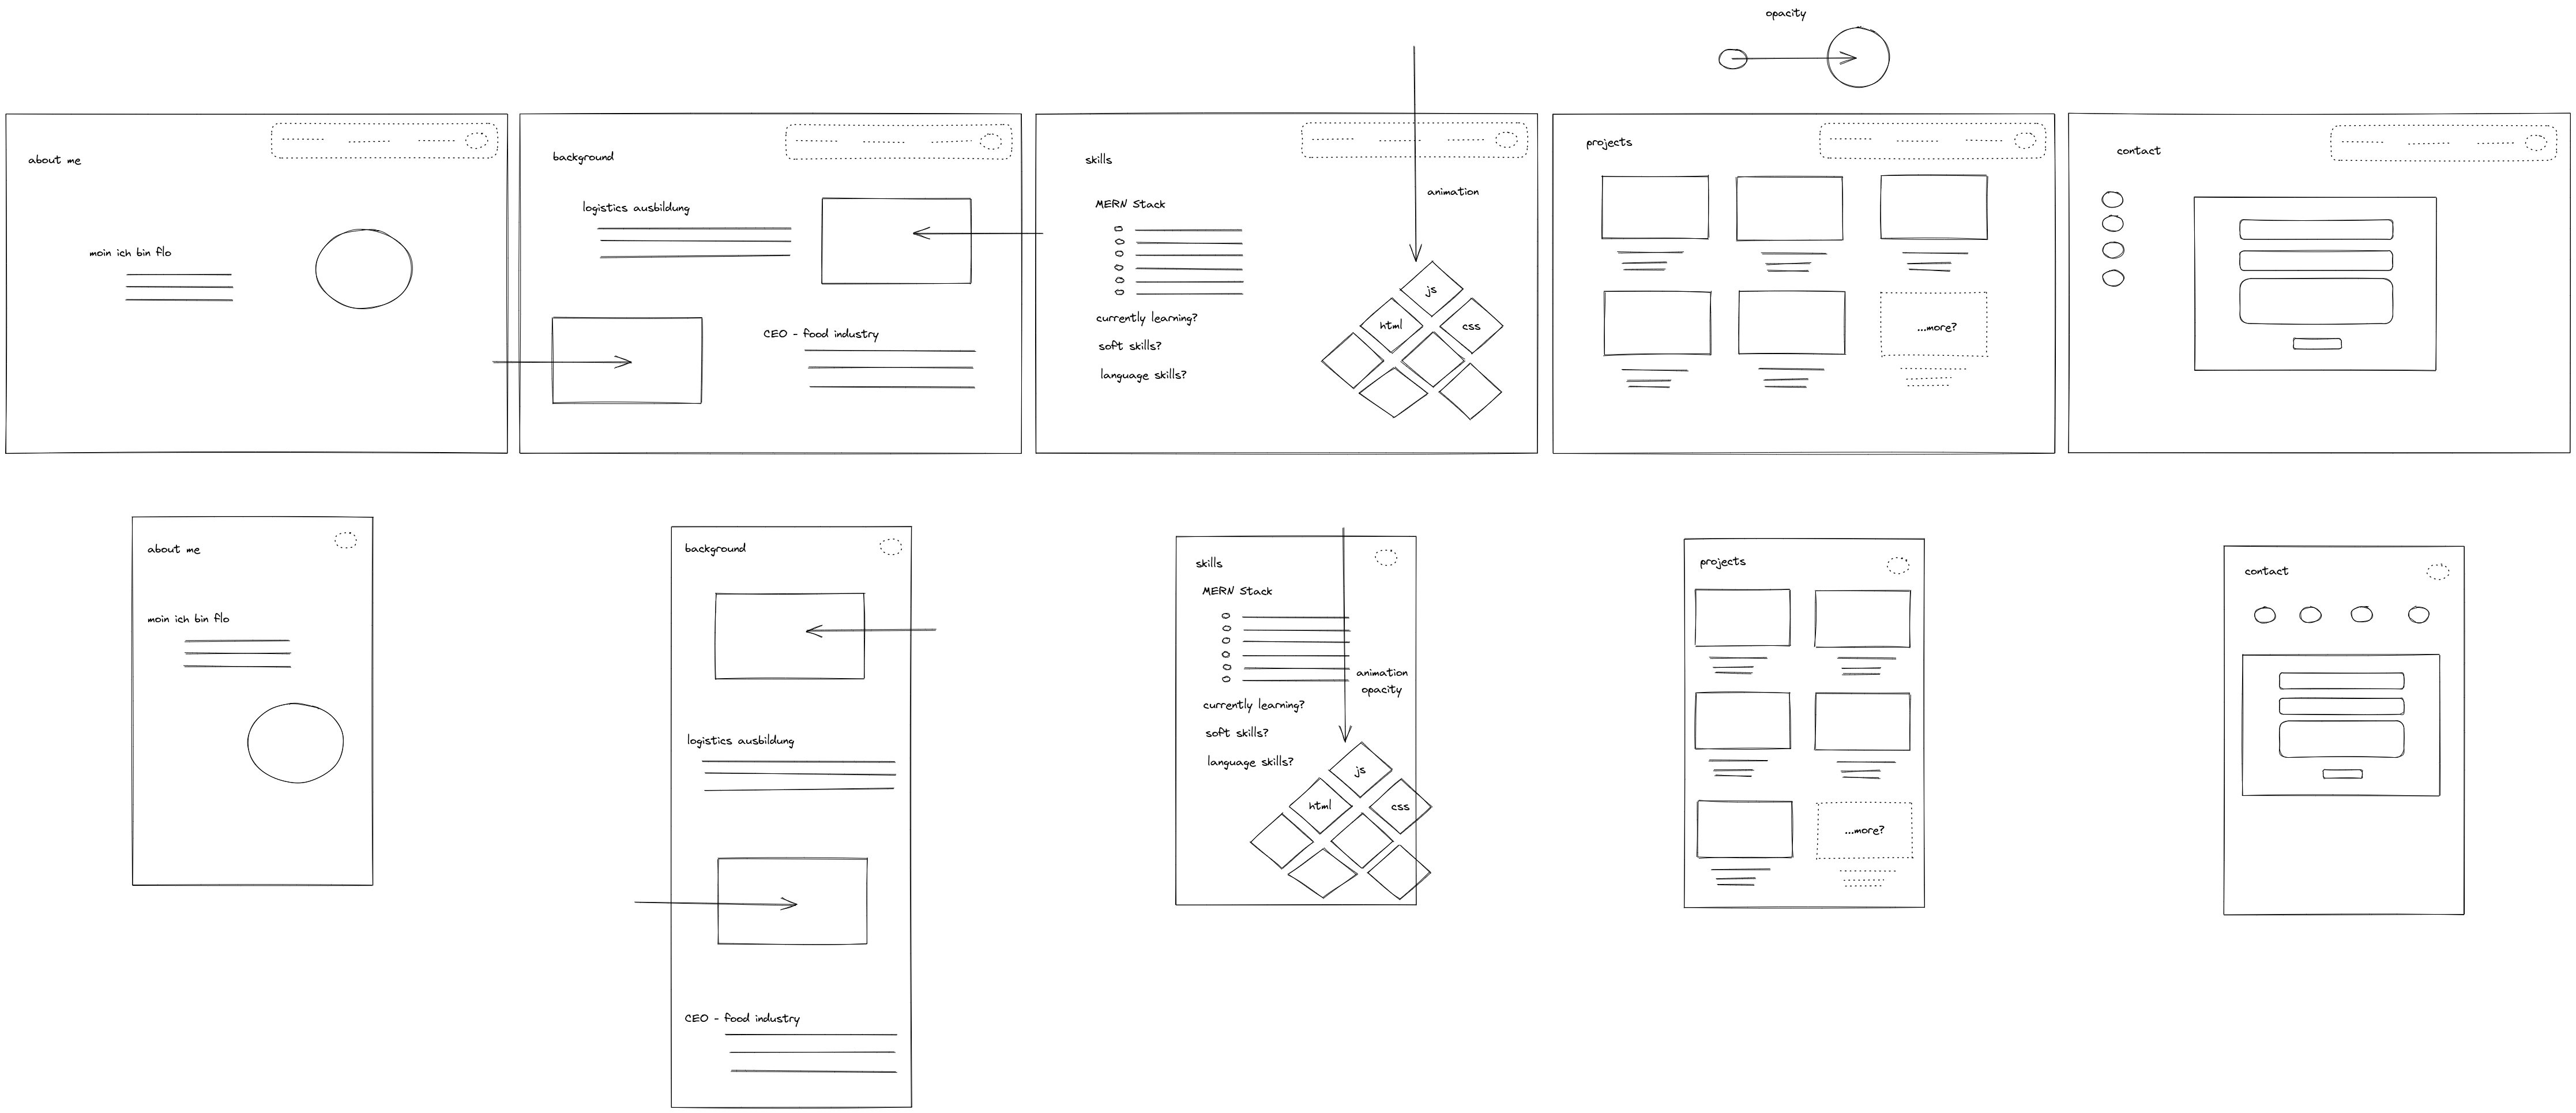 opacity
about me
moin ich bin flo
background
logistics ausbildung
CEO - food industry
skills
animation
MERN Stack
currently learning?
soft skills?
language skills?
js
html
css
projects
...more?
contact
about me
moin ich bin flo
background
logistics ausbildung
CEO - food industry
skills
MERN Stack
animation
opacity
currently learning?
soft skills?
language skills?
js
html
css
projects
...more?
contact